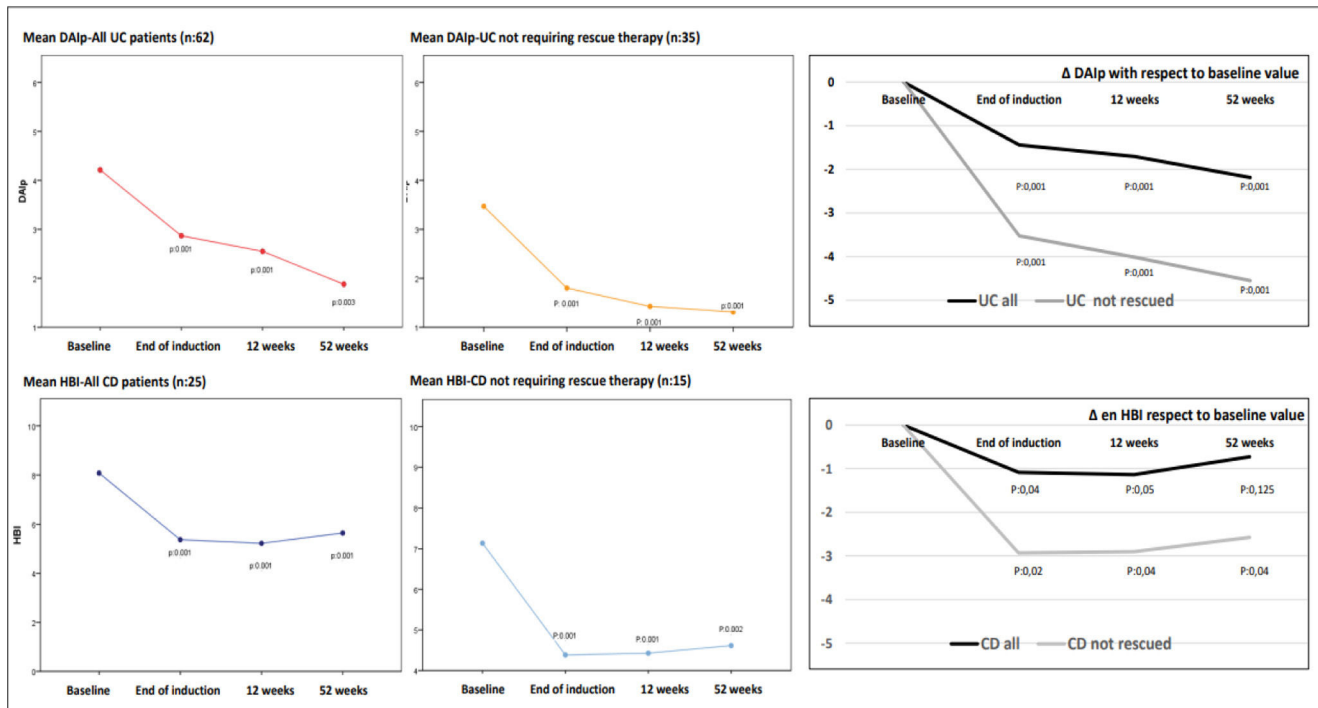 Mean DAIp-All UC patients (n:62)
6
5
4
3
2
1
DAIp
p:0.001
p:0.001
p:0.003
Baseline End of induction 12 weeks 52 weeks
Mean DAIp-UC not requiring rescue therapy (n:35)
6
5
4
3
2
1
P: 0.001
P: 0.001
p:0.001
Baseline End of induction 12 weeks 52 weeks
Δ DAIp with respect to baseline value
0
-1
-2
-3
-4
-5
Baseline End of induction 12 weeks 52 weeks
P:0,001 P:0,001 P:0,001
P:0,001 P:0,001 P:0,001
UC all UC not rescued
Mean HBI-All CD patients (n:25)
10
8
6
4
2
0
HBI
p:0.001
p:0.001
p:0.001
Baseline End of induction 12 weeks 52 weeks
Mean HBI-CD not requiring rescue therapy (n:15)
10
10
9
8
7
6
5
4
P:0.001 P:0.001 P:0.002
Baseline End of induction 12 weeks 52 weeks
Δ en HBI respect to baseline value
0
-1
-2
-3
-4
-5
Baseline End of induction 12 weeks 52 weeks
P:0,04 P:0,05 P:0,125
P:0,02 P:0,04 P:0,04
CD all CD not rescued